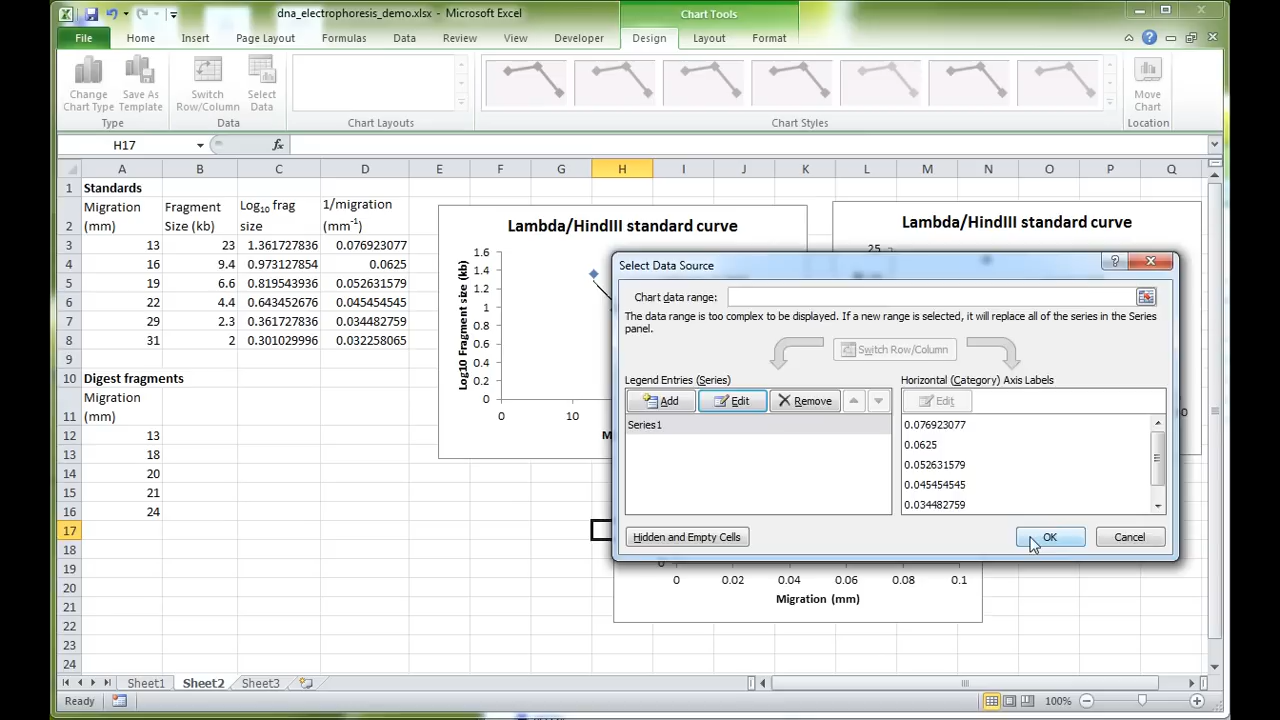 dna_electrophoresis_demo.xlsx - Microsoft Excel
Chart Tools
File Home Insert Page Layout Formulas Data Review View Developer Design Layout Format
Change Chart Type
Save As Template
Switch Row/Column
Select Data
Move Chart
Type Data Chart Layouts Chart Styles Location
H17 fx
A B C D E F G H I J K L M N O P Q
1 Standards
2 Migration (mm) Fragment Size (kb) Log10 frag size 1/migration (mm-1)
3 13 23 1.361727836 0.076923077
4 16 9.4 0.973127854 0.0625
5 19 6.6 0.819543936 0.052631579
6 22 4.4 0.643452676 0.045454545
7 29 2.3 0.361727836 0.034482759
8 31 2 0.301029996 0.032258065
9
10 Digest fragments
11 Migration (mm)
12 13
13 18
14 20
15 21
16 24
17
18
19
20
21
22
23
24
Lambda/HindIII standard curve
Log10 Fragment size (kb)
1.6
1.4
1.2
1
0.8
0.6
0.4
0.2
0
0 10
Lambda/HindIII standard curve
25
Select Data Source
Chart data range:
The data range is too complex to be displayed. If a new range is selected, it will replace all of the series in the Series
panel.
Switch Row/Column
Legend Entries (Series)
Add Edit Remove
Series1
Horizontal (Category) Axis Labels
Edit
0.076923077
0.0625
0.052631579
0.045454545
0.034482759
Hidden and Empty Cells OK Cancel
0 0.02 0.04 0.06 0.08 0.1
Migration (mm)
Sheet1 Sheet2 Sheet3
Ready 100%